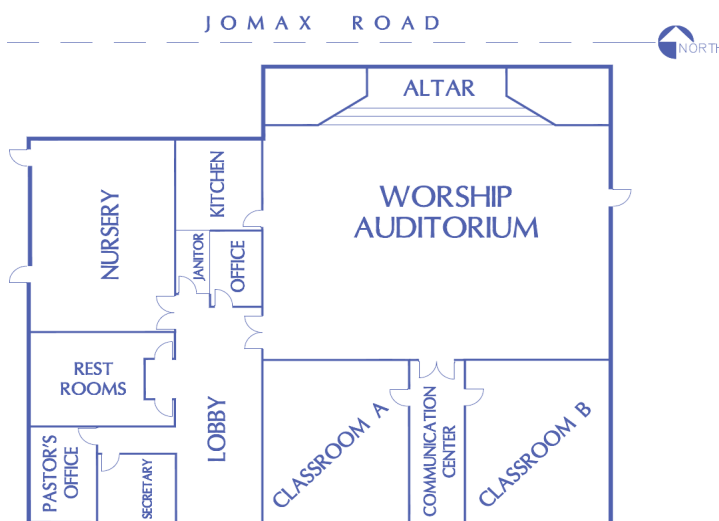 JOMAX ROAD
NORTH
ALTAR
WORSHIP
AUDITORIUM
KITCHEN
NURSERY
JANITOR
OFFICE
REST
ROOMS
LOBBY
CLASSROOM A
COMMUNICATION
CENTER
CLASSROOM B
PASTOR'S
OFFICE
SECRETARY